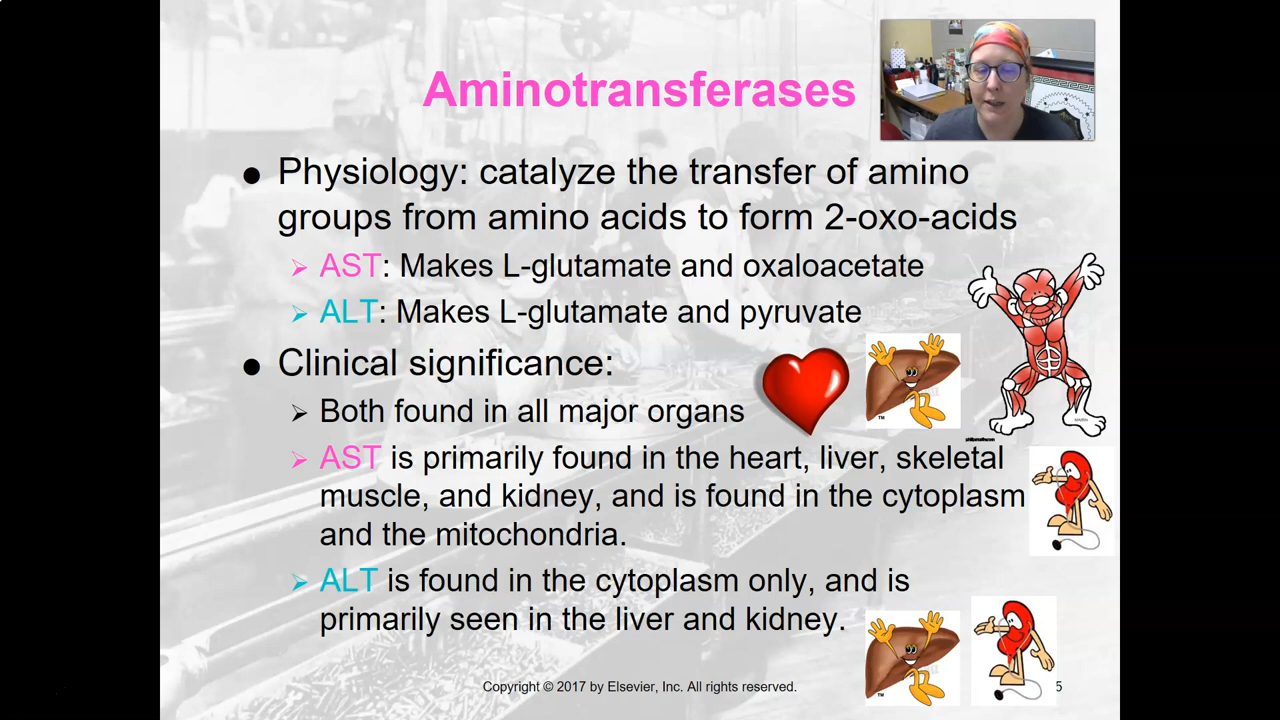 Aminotransferases
● Physiology: catalyze the transfer of amino
groups from amino acids to form 2-oxo-acids
➢ AST: Makes L-glutamate and oxaloacetate
➢ ALT: Makes L-glutamate and pyruvate
● Clinical significance:
➢ Both found in all major organs
➢ AST is primarily found in the heart, liver, skeletal
muscle, and kidney, and is found in the cytoplasm
and the mitochondria.
➢ ALT is found in the cytoplasm only, and is
primarily seen in the liver and kidney.
TM
TM
Copyright © 2017 by Elsevier, Inc. All rights reserved.
5